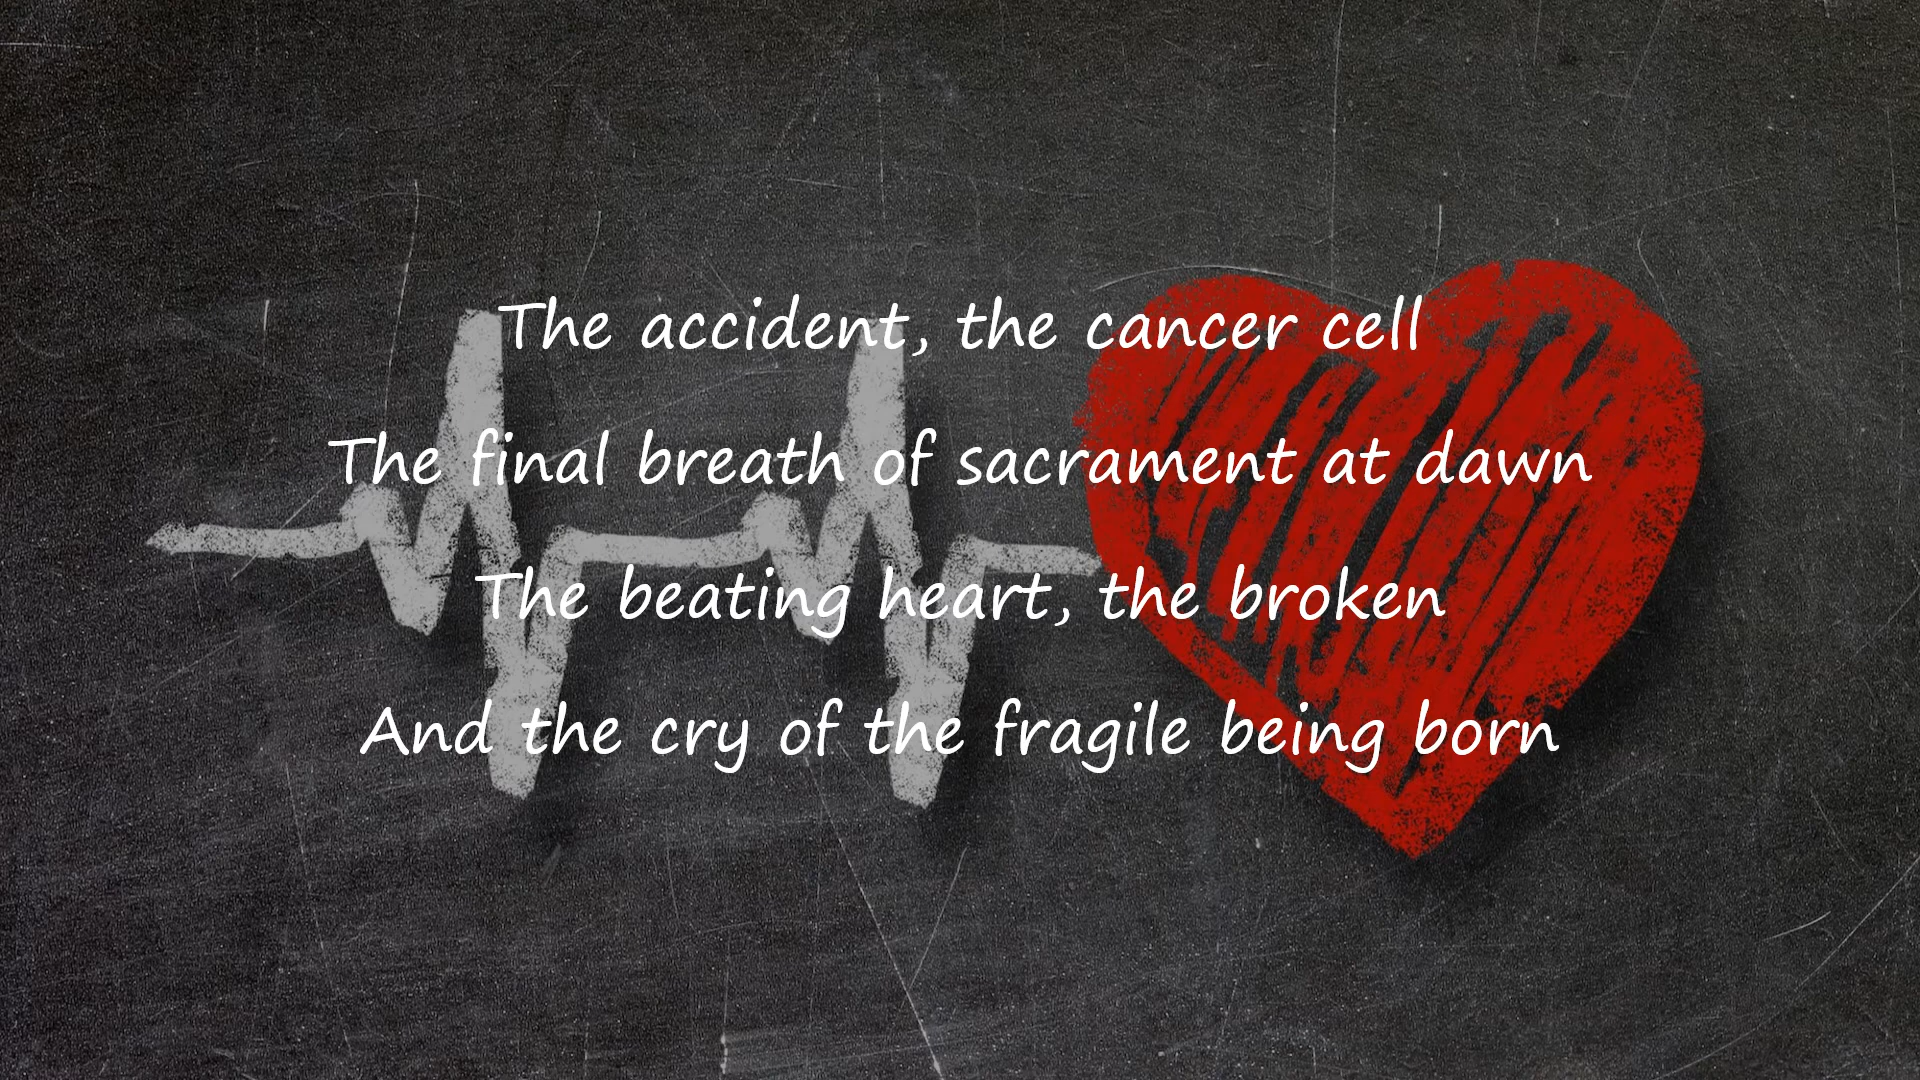 The accident, the cancer cell
The final breath of sacrament at dawn
The beating heart, the broken
And the cry of the fragile being born